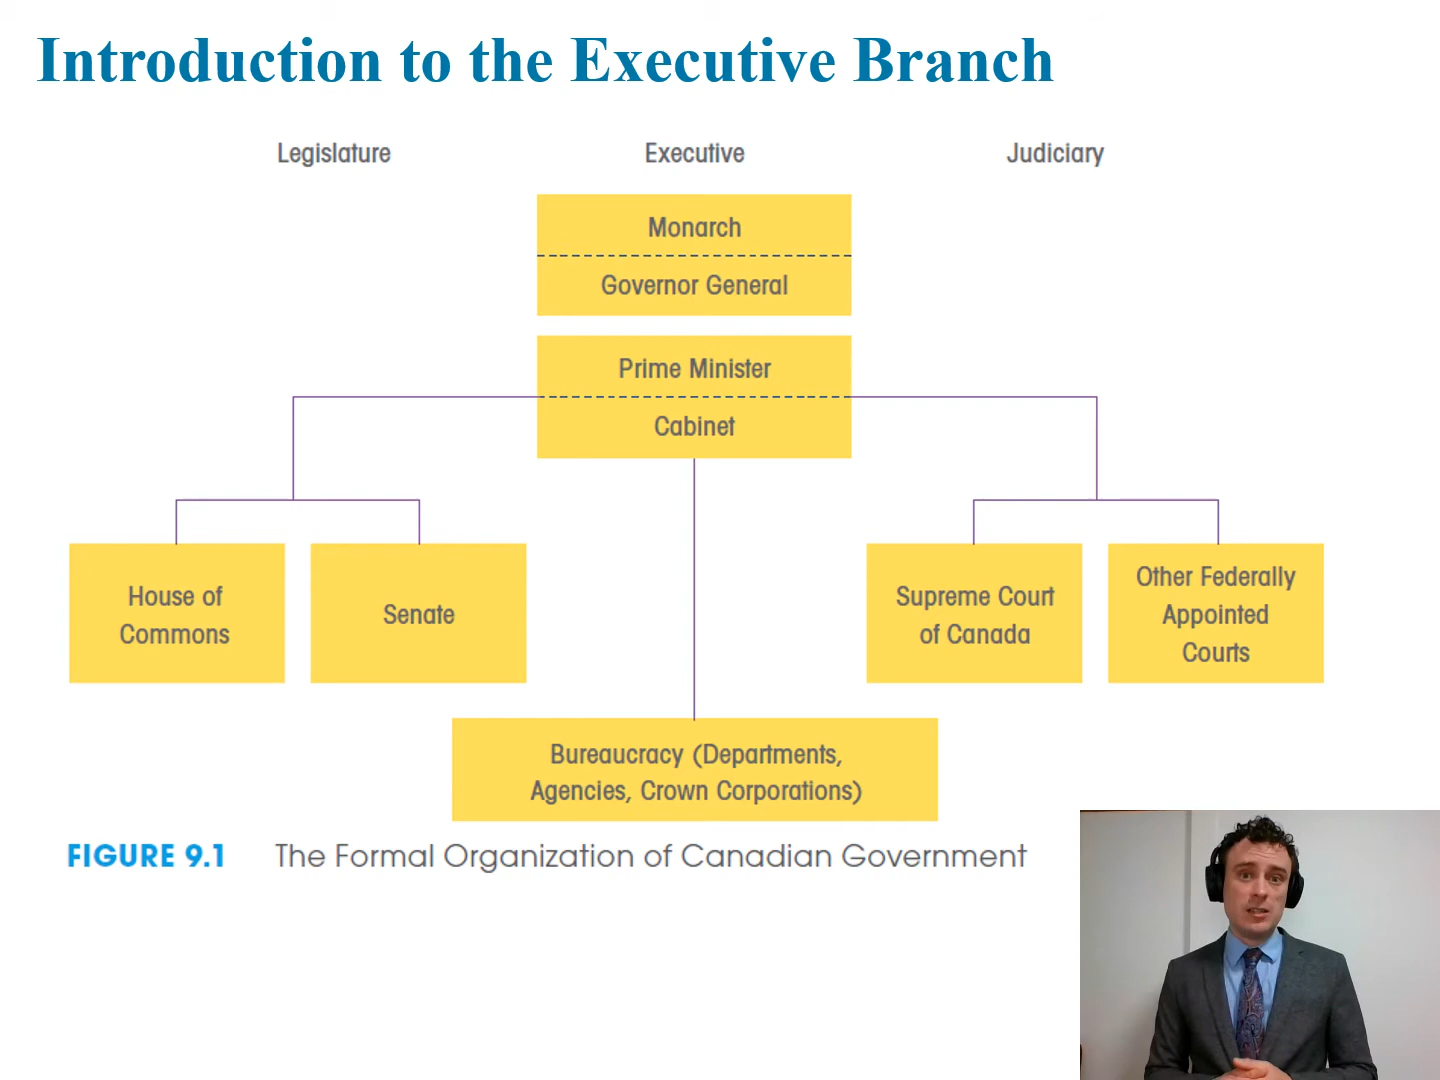 Introduction to the Executive Branch
Legislature
Executive
Judiciary
Monarch
Governor General
Prime Minister
Cabinet
House of
Commons
Senate
Supreme Court
of Canada
Other Federally
Appointed
Courts
Bureaucracy (Departments,
Agencies, Crown Corporations)
FIGURE 9.1 The Formal Organization of Canadian Government